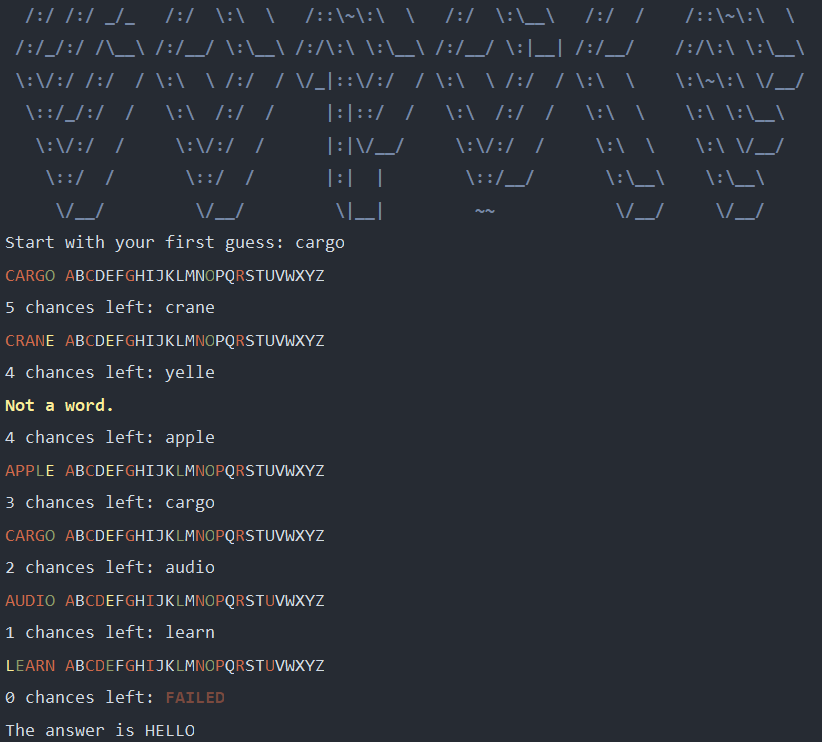 /:/ /:/ _/_   /:/  \:\  \   /::\~\:\  \   /:/  \:\__\   /:/  /    /::\~\:\  \
 /:/_/:/ /\__\ /:/__/ \:\__\ /:/\:\ \:\__\ /:/__/ \:|__| /:/__/    /:/\:\ \:\__\
 \:\/:/ /:/  / \:\  \ /:/  / \/_|::\/:/  / \:\  \ /:/  / \:\  \    \:\~\:\ \/__/
  \::/_/:/  /   \:\  /:/  /     |:|::/  /   \:\  /:/  /   \:\  \    \:\ \:\__\
   \:\/:/  /     \:\/:/  /      |:|\/__/     \:\/:/  /     \:\  \    \:\ \/__/
    \::/  /       \::/  /       |:|  |        \::/__/       \:\__\    \:\__\
     \/__/         \/__/         \|__|         ~~            \/__/     \/__/
Start with your first guess: cargo
CARGO ABCDEFGHIJKLMNOPQRSTUVWXYZ
5 chances left: crane
CRANE ABCDEFGHIJKLMNOPQRSTUVWXYZ
4 chances left: yelle
Not a word.
4 chances left: apple
APPLE ABCDEFGHIJKLMNOPQRSTUVWXYZ
3 chances left: cargo
CARGO ABCDEFGHIJKLMNOPQRSTUVWXYZ
2 chances left: audio
AUDIO ABCDEFGHIJKLMNOPQRSTUVWXYZ
1 chances left: learn
LEARN ABCDEFGHIJKLMNOPQRSTUVWXYZ
0 chances left: FAILED
The answer is HELLO